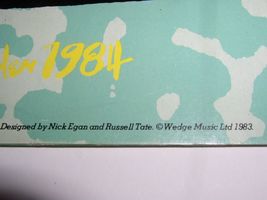 1984
Designed by Nick Egan and Russell Tate. © Wedge Music Ltd 1983.